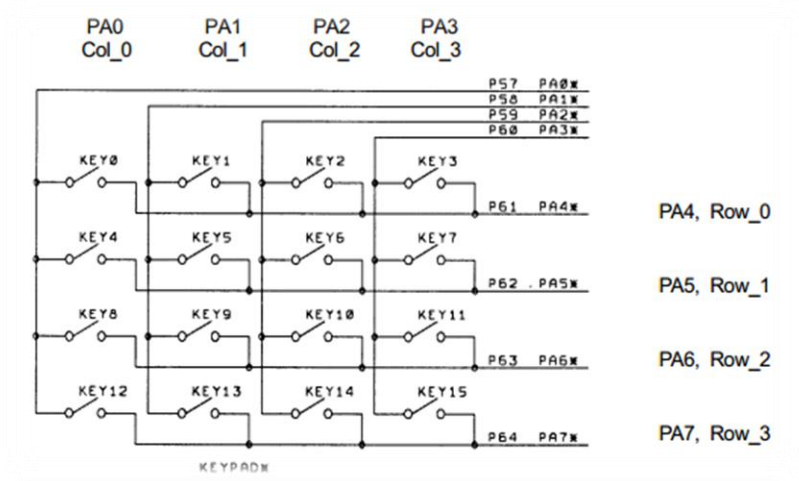 PA0 PA1 PA2 PA3
Col_0 Col_1 Col_2 Col_3
P57 PA0*
P58 PA1*
P59 PA2*
P60 PA3*
KEY0 KEY1 KEY2 KEY3
P61 PA4* PA4, Row_0
KEY4 KEY5 KEY6 KEY7
P62 . PA5* PA5, Row_1
KEY8 KEY9 KEY10 KEY11
P63 PA6* PA6, Row_2
KEY12 KEY13 KEY14 KEY15
P64 PA7* PA7, Row_3
KEYPAD*